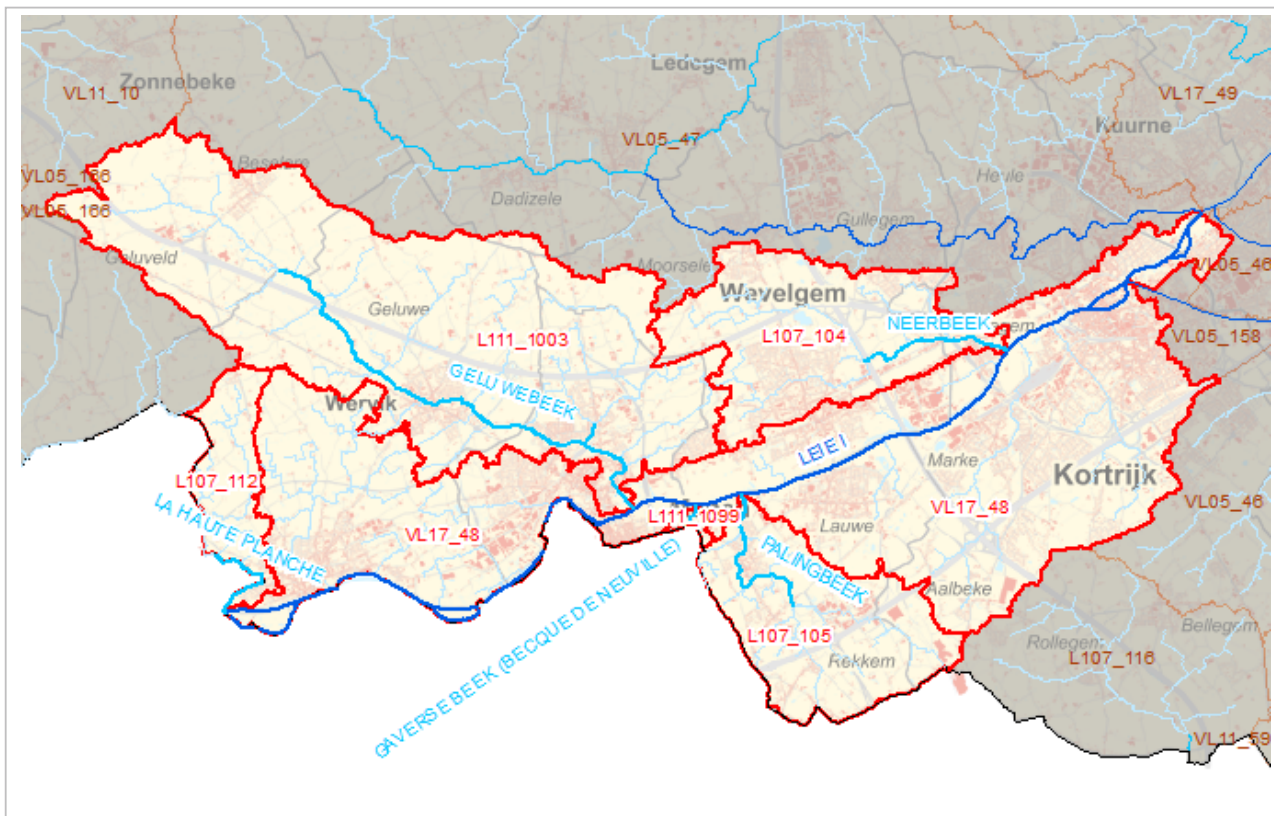 Zonnebeke
Ledegem
VL11_10
VL17_49
Kuurne
VL05_47
Beselare
Heule
VL05_166
Dadizele
VL05_166
Gullegem
Geluveld
Moorsele
VL05_46
Wevelgem
Geluwe
NEERBEEK
L111_1003
L107_104
VL05_158
GELUWEBEEK
Wervik
LEIE I
Marke
Kortrijk
L107_112
VL05_46
LA HAUTE PLANCHE
L111_1099
VL17_48
VL17_48
Lauwe
PALINGBEEK
Aalbeke
GAVERSE BEEK (BECQUE DE NEUVILLE)
L107_105
Rollegem
Bellegem
Rekkem
L107_116
VL11_59